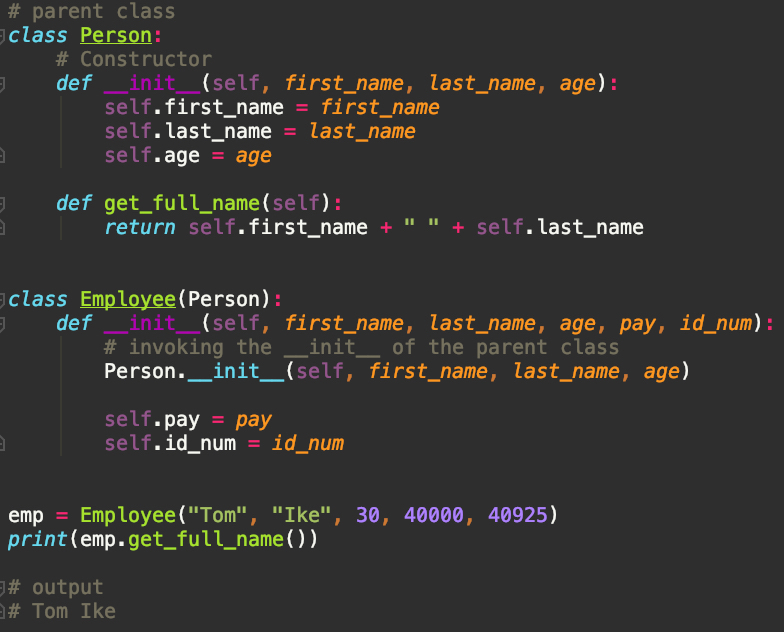 # parent class
class Person:
    # Constructor
    def __init__(self, first_name, last_name, age):
        self.first_name = first_name
        self.last_name = last_name
        self.age = age

    def get_full_name(self):
        return self.first_name + " " + self.last_name


class Employee(Person):
    def __init__(self, first_name, last_name, age, pay, id_num):
        # invoking the __init__ of the parent class
        Person.__init__(self, first_name, last_name, age)

        self.pay = pay
        self.id_num = id_num


emp = Employee("Tom", "Ike", 30, 40000, 40925)
print(emp.get_full_name())

# output
# Tom Ike